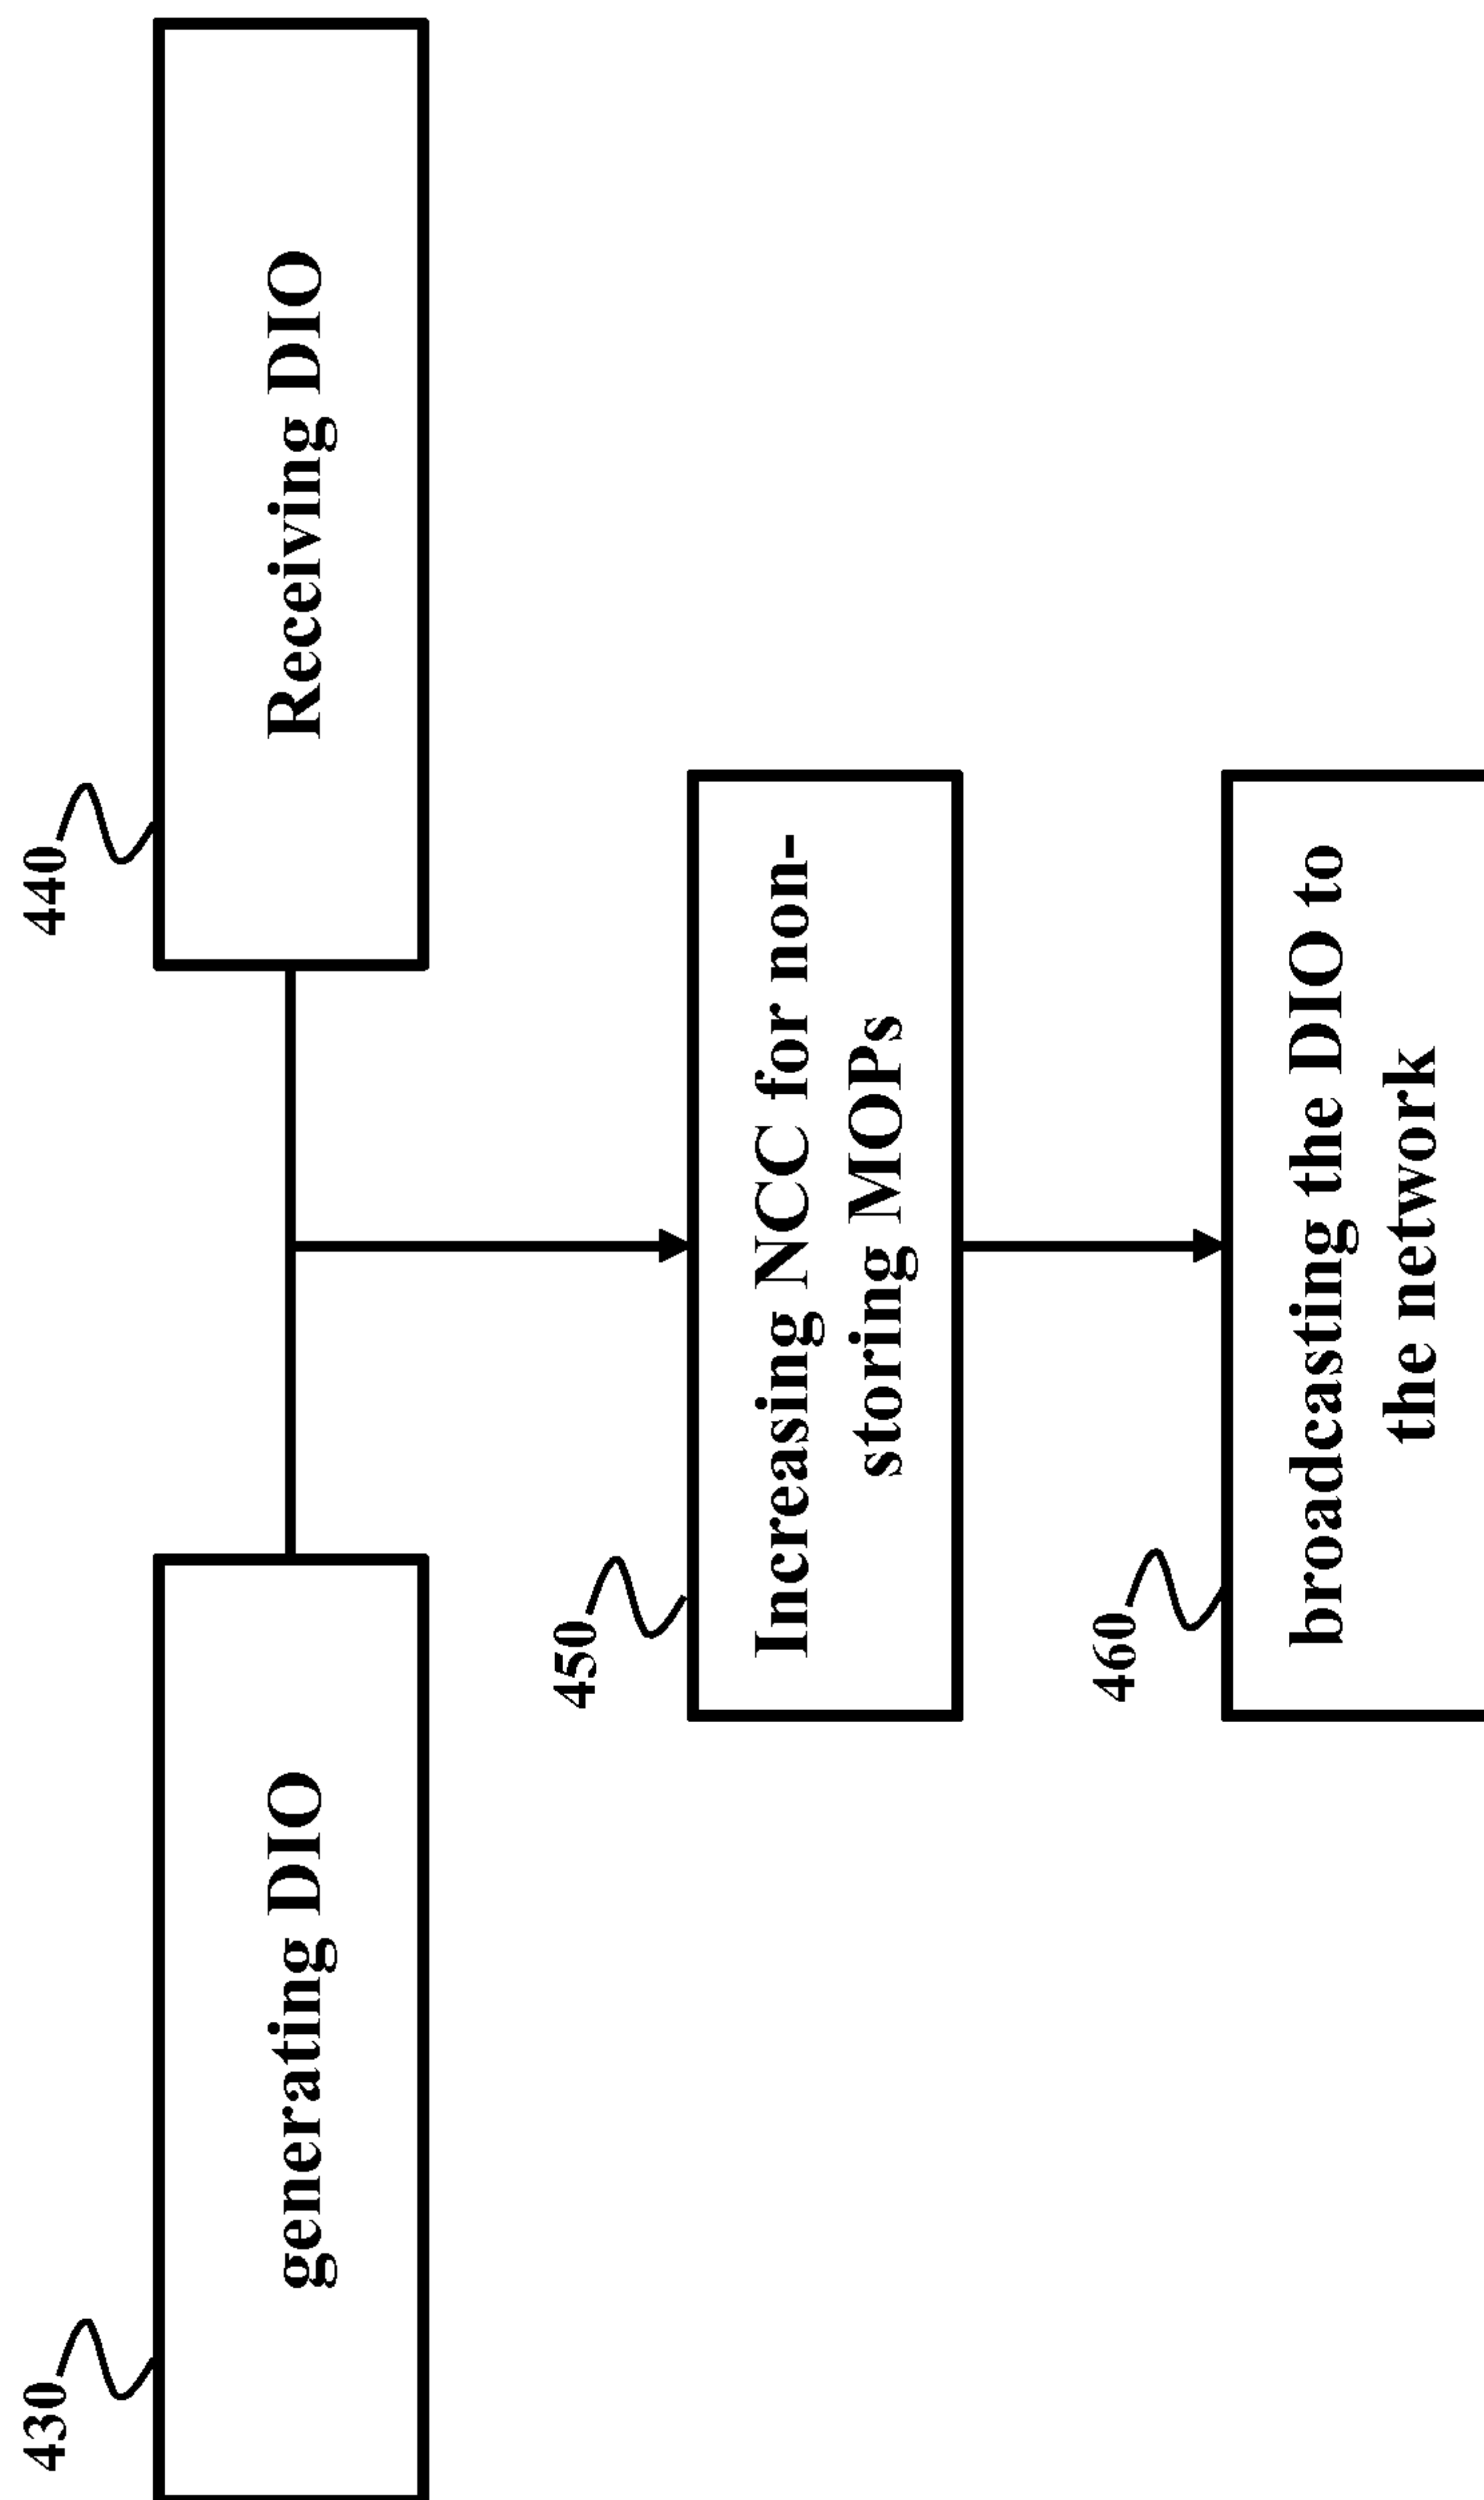 430
generating DIO
440
Receiving DIO
450
Increasing NCC for non-
storing MOPs
460
broadcasting the DIO to
the network